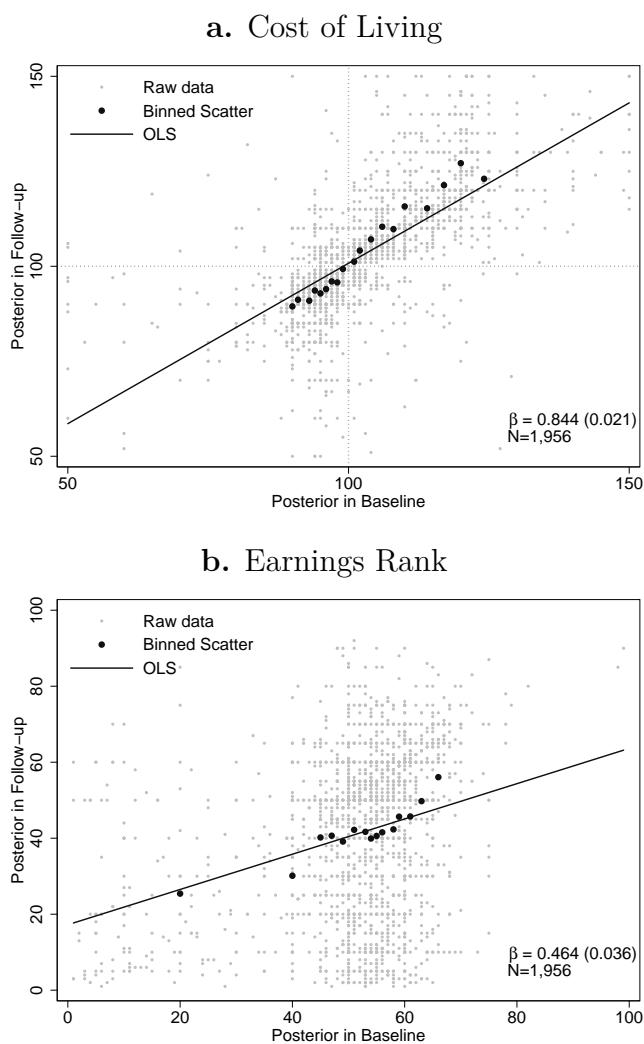 a. Cost of Living
150
Raw data
Binned Scatter
OLS
Posterior in Follow-up
100
β = 0.844 (0.021)
N=1,956
50
50
100
150
Posterior in Baseline
b. Earnings Rank
100
Raw data
Binned Scatter
OLS
80
Posterior in Follow-up
60
40
20
β = 0.464 (0.036)
N=1,956
0
0
20
40
60
80
100
Posterior in Baseline